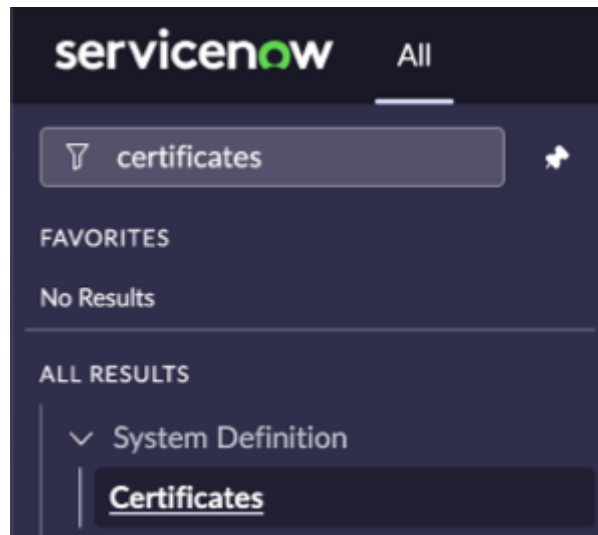 servicenow All
certificates
FAVORITES
No Results
ALL RESULTS
System Definition
Certificates